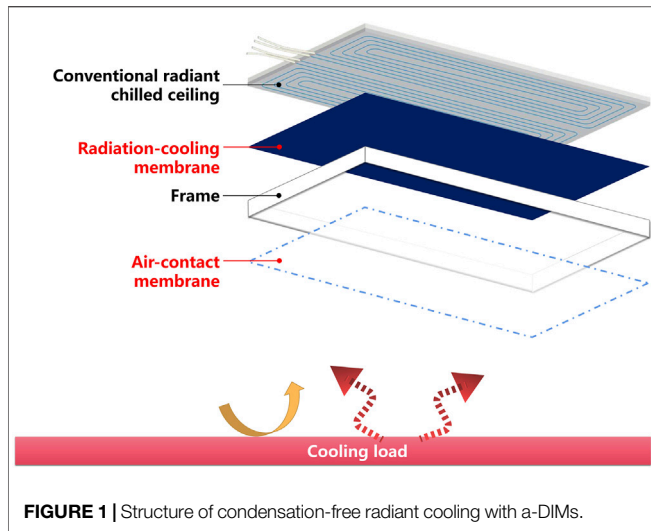 Conventional radiant
chilled ceiling
Radiation-cooling
membrane
Frame
Air-contact
membrane
Cooling load
FIGURE 1 | Structure of condensation-free radiant cooling with a-DIMs.